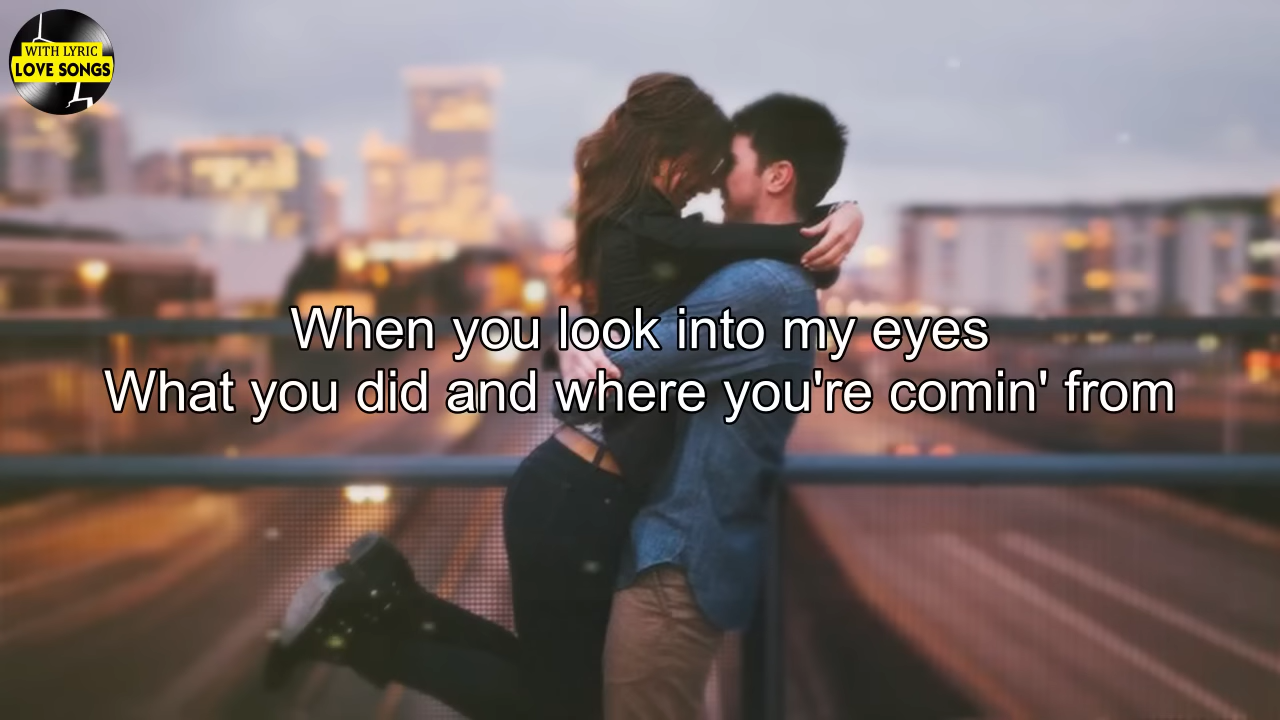 WITH LYRIC
LOVE SONGS
When you look into my eyes
What you did and where you're comin' from